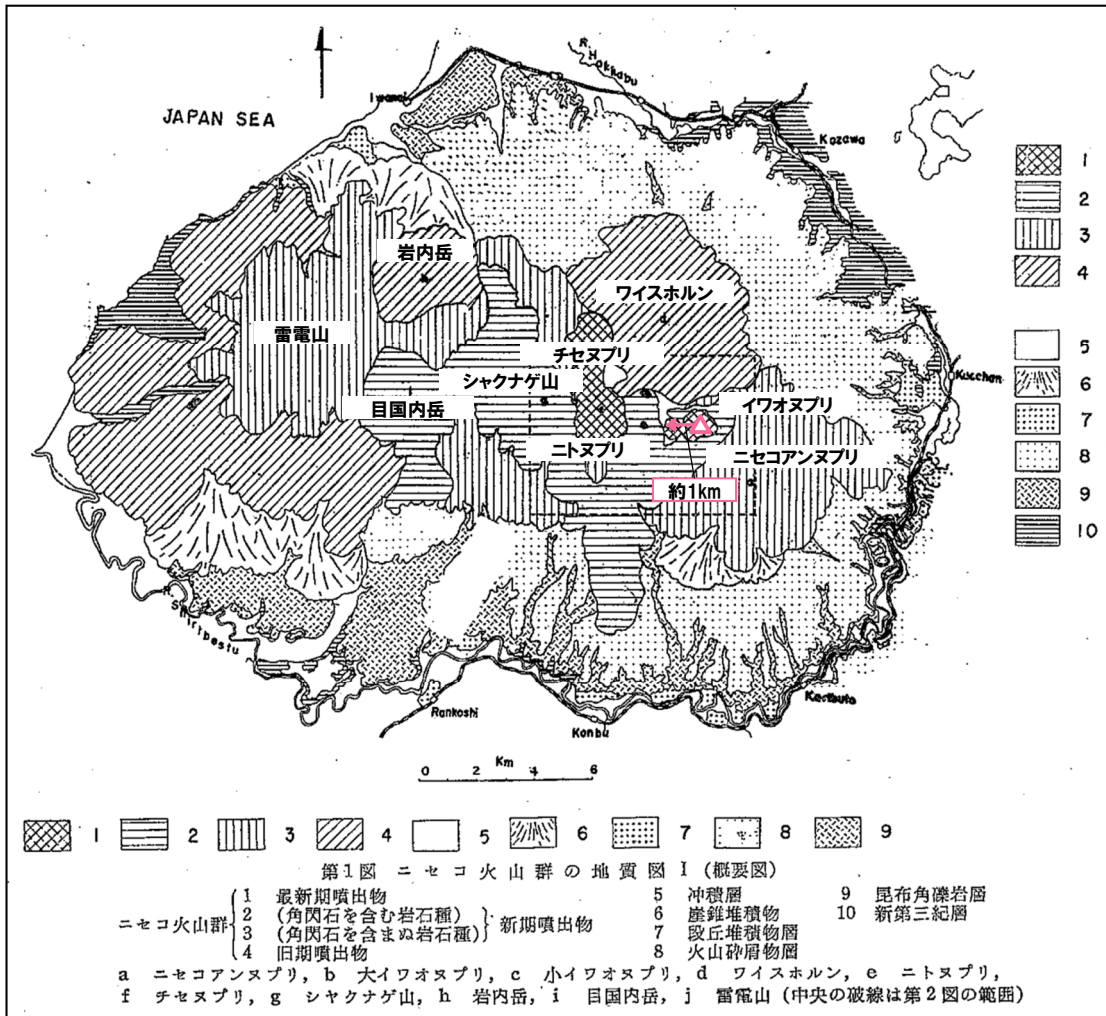 JAPAN SEA
Iwanai
R. Hokkabu
Kozawa
Kucchan
岩内岳
ワイスホルン
雷電山
チセヌプリ
シャクナゲ山
イワオヌプリ
目国内岳
ニトヌプリ
ニセコアンヌプリ
約1km
Rankoshi
Konbu
1
2
3
4
5
6
7
8
9
10
Km
0 2 4 6
1 2 3 4 5 6 7 8 9
第1図 ニセコ火山群の地質図 I (概要図)
ニセコ火山群
1 最新期噴出物
2 (角閃石を含む岩石種)
3 (角閃石を含まぬ岩石種)
新期噴出物
4 旧期噴出物
5 冲積層
6 崖錐堆積物
7 段丘堆積物層
8 火山砕屑物層
9 昆布角礫岩層
10 新第三紀層
a ニセコアンヌプリ, b 大イワオヌプリ, c 小イワオヌプリ, d ワイスホルン, e ニトヌプリ,
f チセヌプリ, g シャクナゲ山, h 岩内岳, i 目国内岳, j 雷電山 (中央の破線は第2図の範囲)